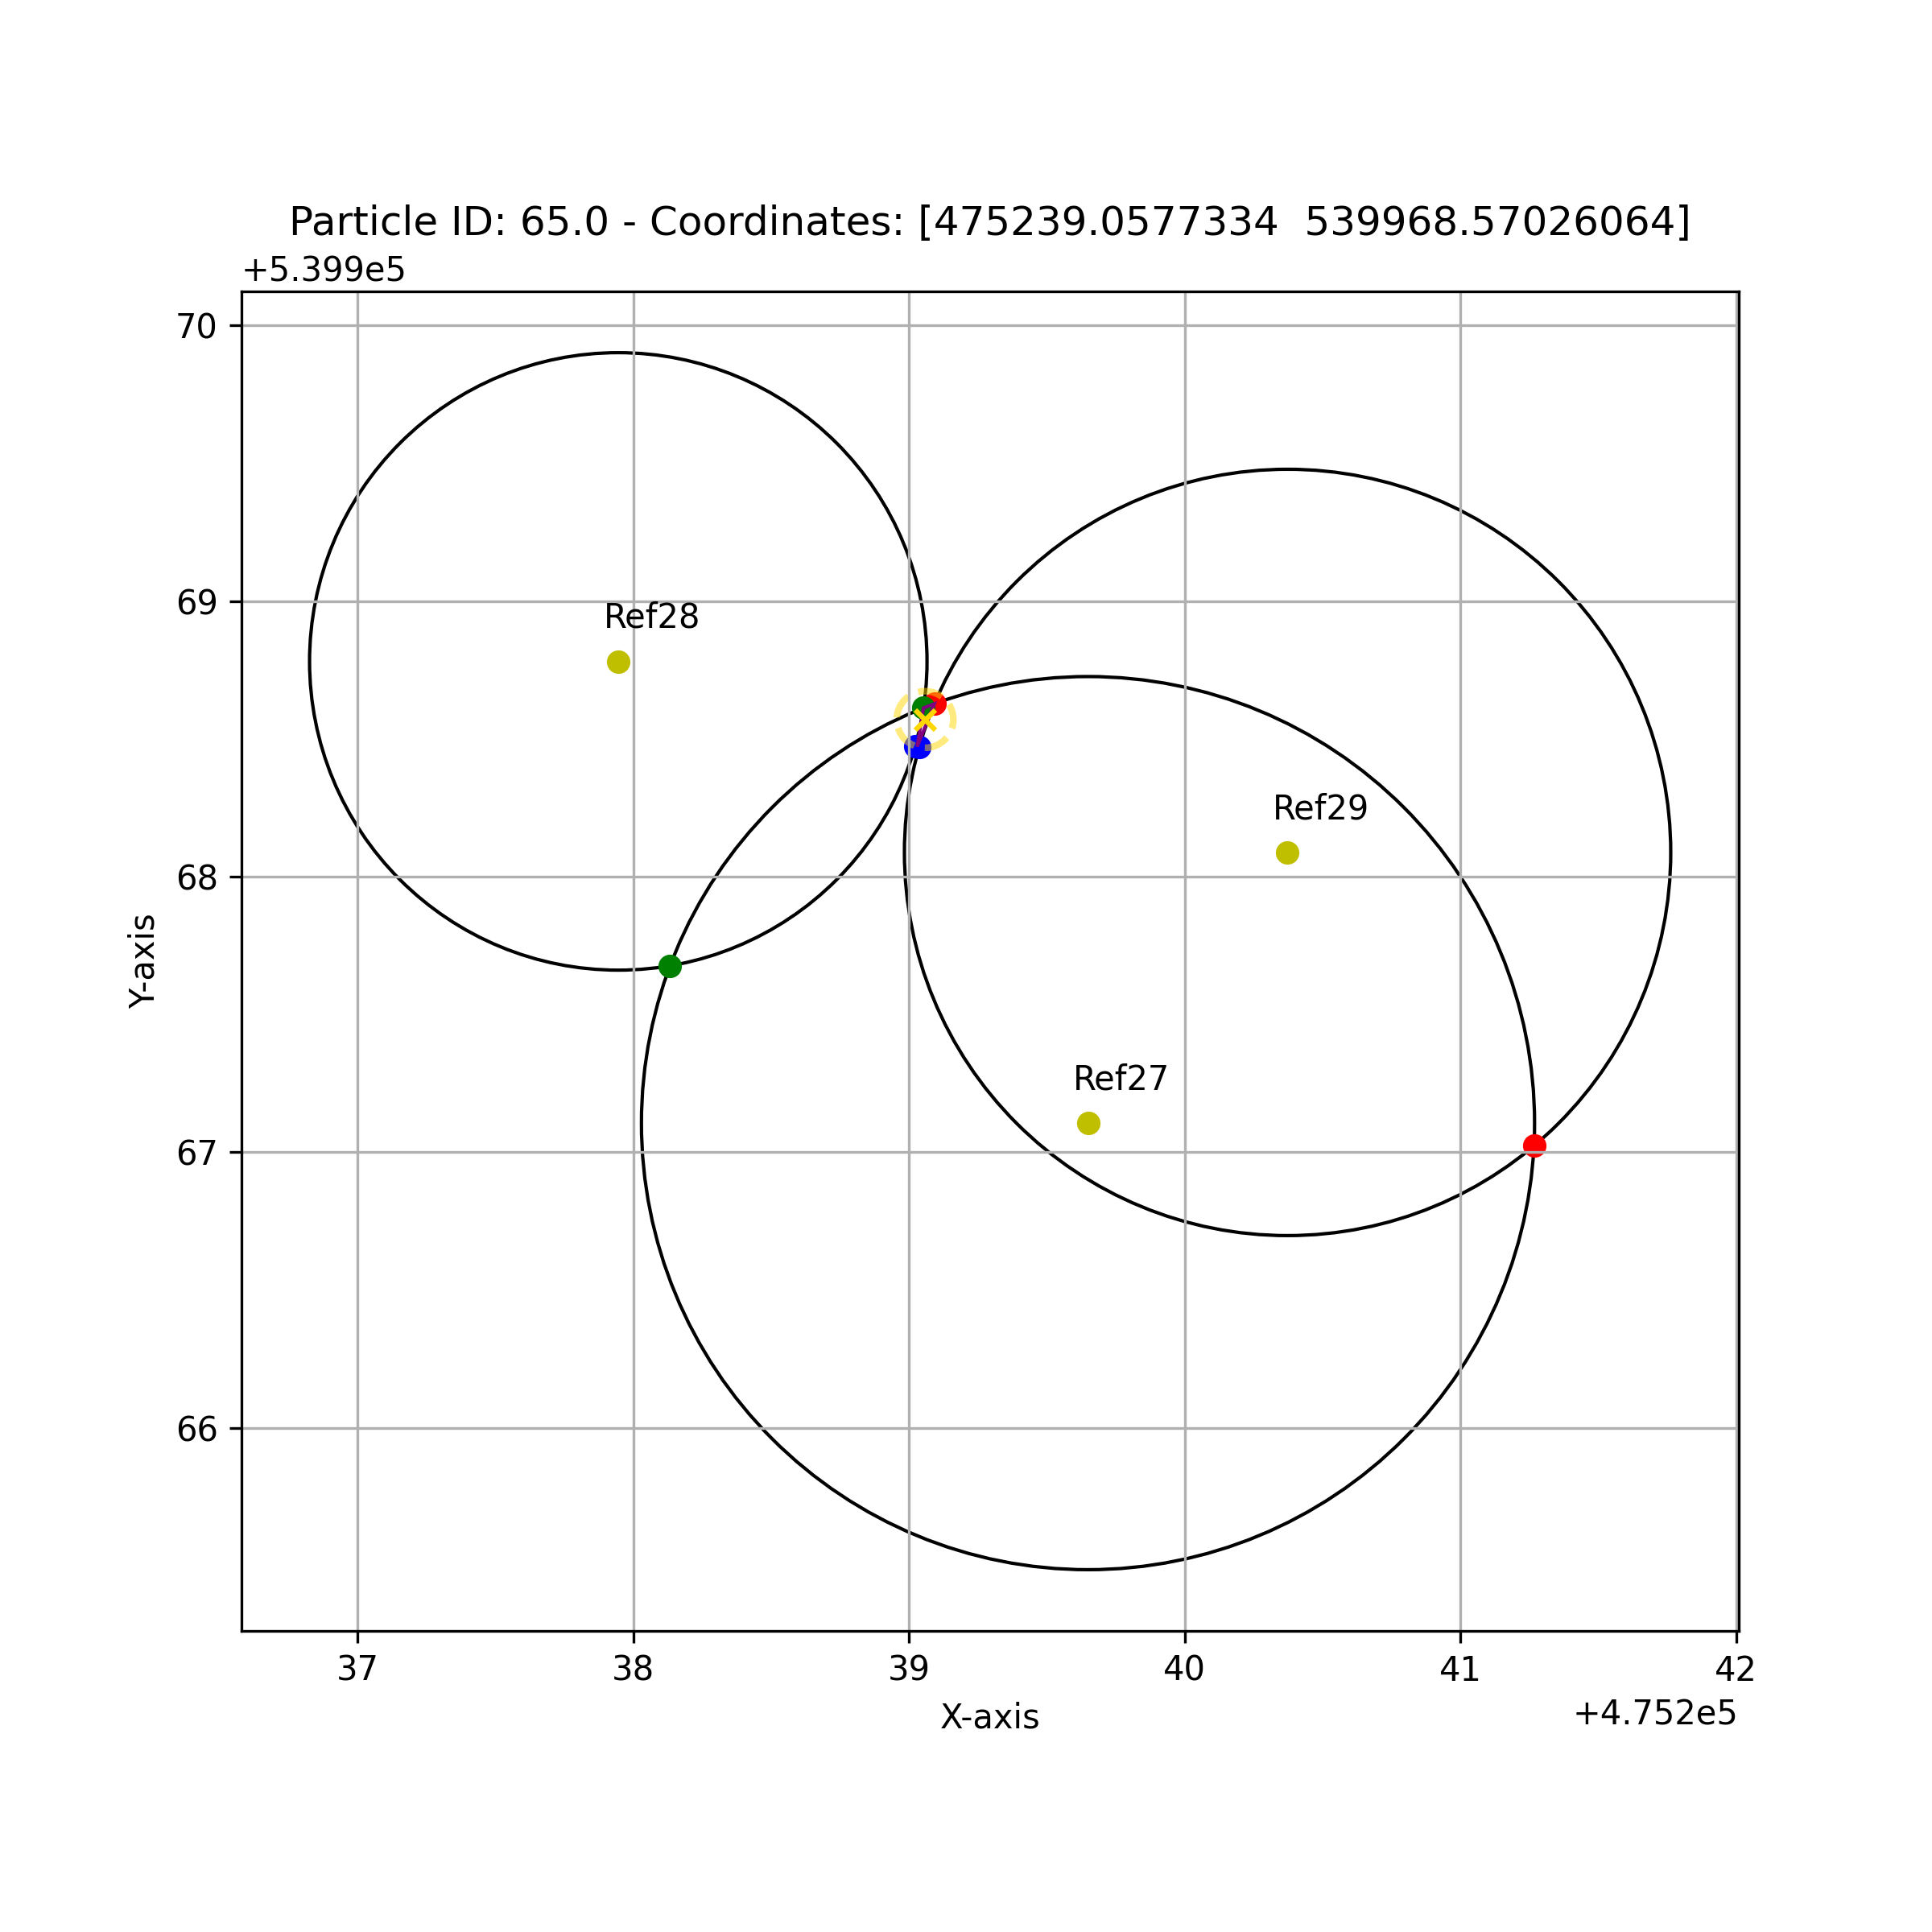 Particle ID: 65.0 - Coordinates: [475239.0577334  539968.57026064]
+5.399e5
70
69
68
67
66
Y-axis
Ref28
Ref29
Ref27
37 38 39 40 41 42
X-axis
+4.752e5